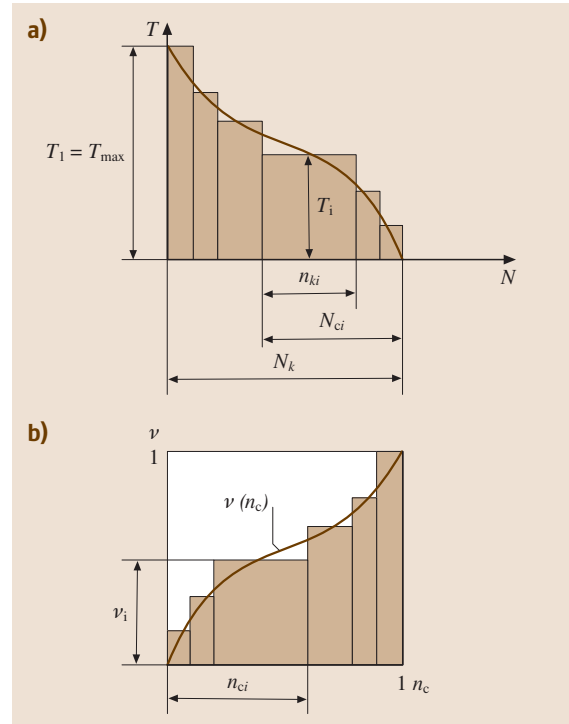 a)
T
T1 = Tmax
Ti
nki
N
Nci
Nk
b)
ν
1
ν (nc)
νi
nci
1 nc